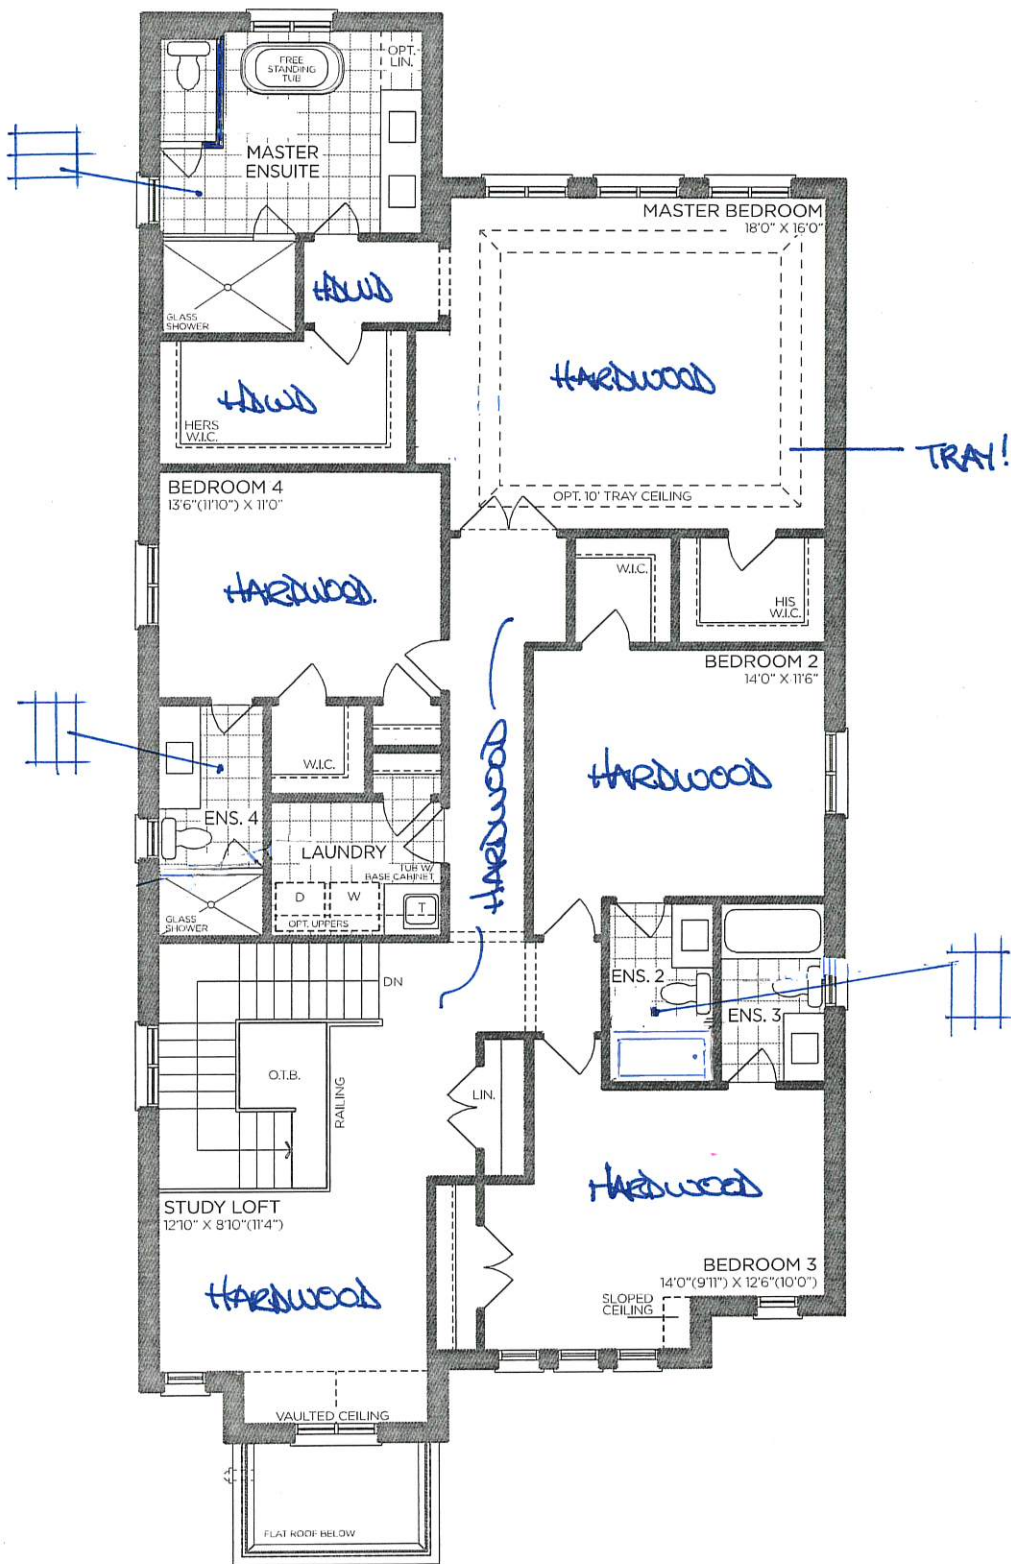 OPT.
LIN.
FREE
STANDING
TUB
MASTER
ENSUITE
MASTER BEDROOM
18'0" X 16'0"
HDWD
GLASS
SHOWER
HARDWOOD
HDWD
HERS
W.I.C.
TRAY!
BEDROOM 4
13'6"(11'10") X 11'0"
OPT. 10' TRAY CEILING
W.I.C.
HIS
W.I.C.
HARDWOOD.
BEDROOM 2
14'0" X 11'6"
HARDWOOD
W.I.C.
HARDWOOD
ENS. 4
LAUNDRY
TUB W/
BASE CABINET
D
W
T
OPT. UPPERS
GLASS
SHOWER
DN
ENS. 2
ENS. 3
O.T.B.
RAILING
LIN.
HARDWOOD
STUDY LOFT
12'10" X 8'10"(11'4")
BEDROOM 3
14'0"(9'11") X 12'6"(10'0")
HARDWOOD
SLOPED
CEILING
VAULTED CEILING
FLAT ROOF BELOW